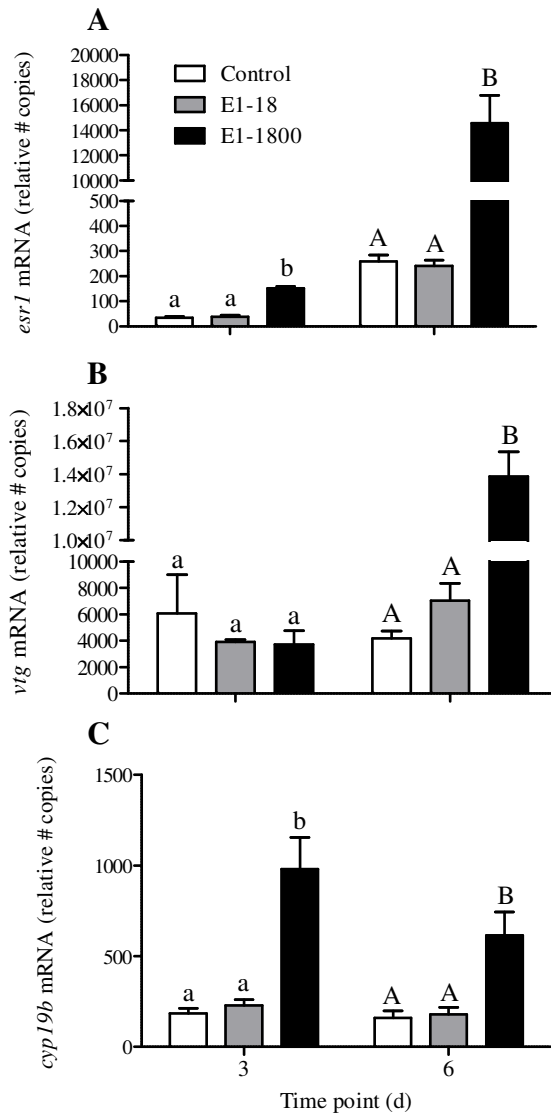 A
esr1 mRNA (relative # copies)
20000
18000
16000
14000
12000
10000
500
400
300
200
100
0
Control
E1-18
E1-1800
a
a
b
A
A
B
B
vtg mRNA (relative # copies)
1.8×10⁷
1.6×10⁷
1.4×10⁷
1.2×10⁷
1.0×10⁷
10000
8000
6000
4000
2000
0
a
a
a
A
A
B
C
cyp19b mRNA (relative # copies)
1500
1000
500
0
a
a
b
A
A
B
3
6
Time point (d)